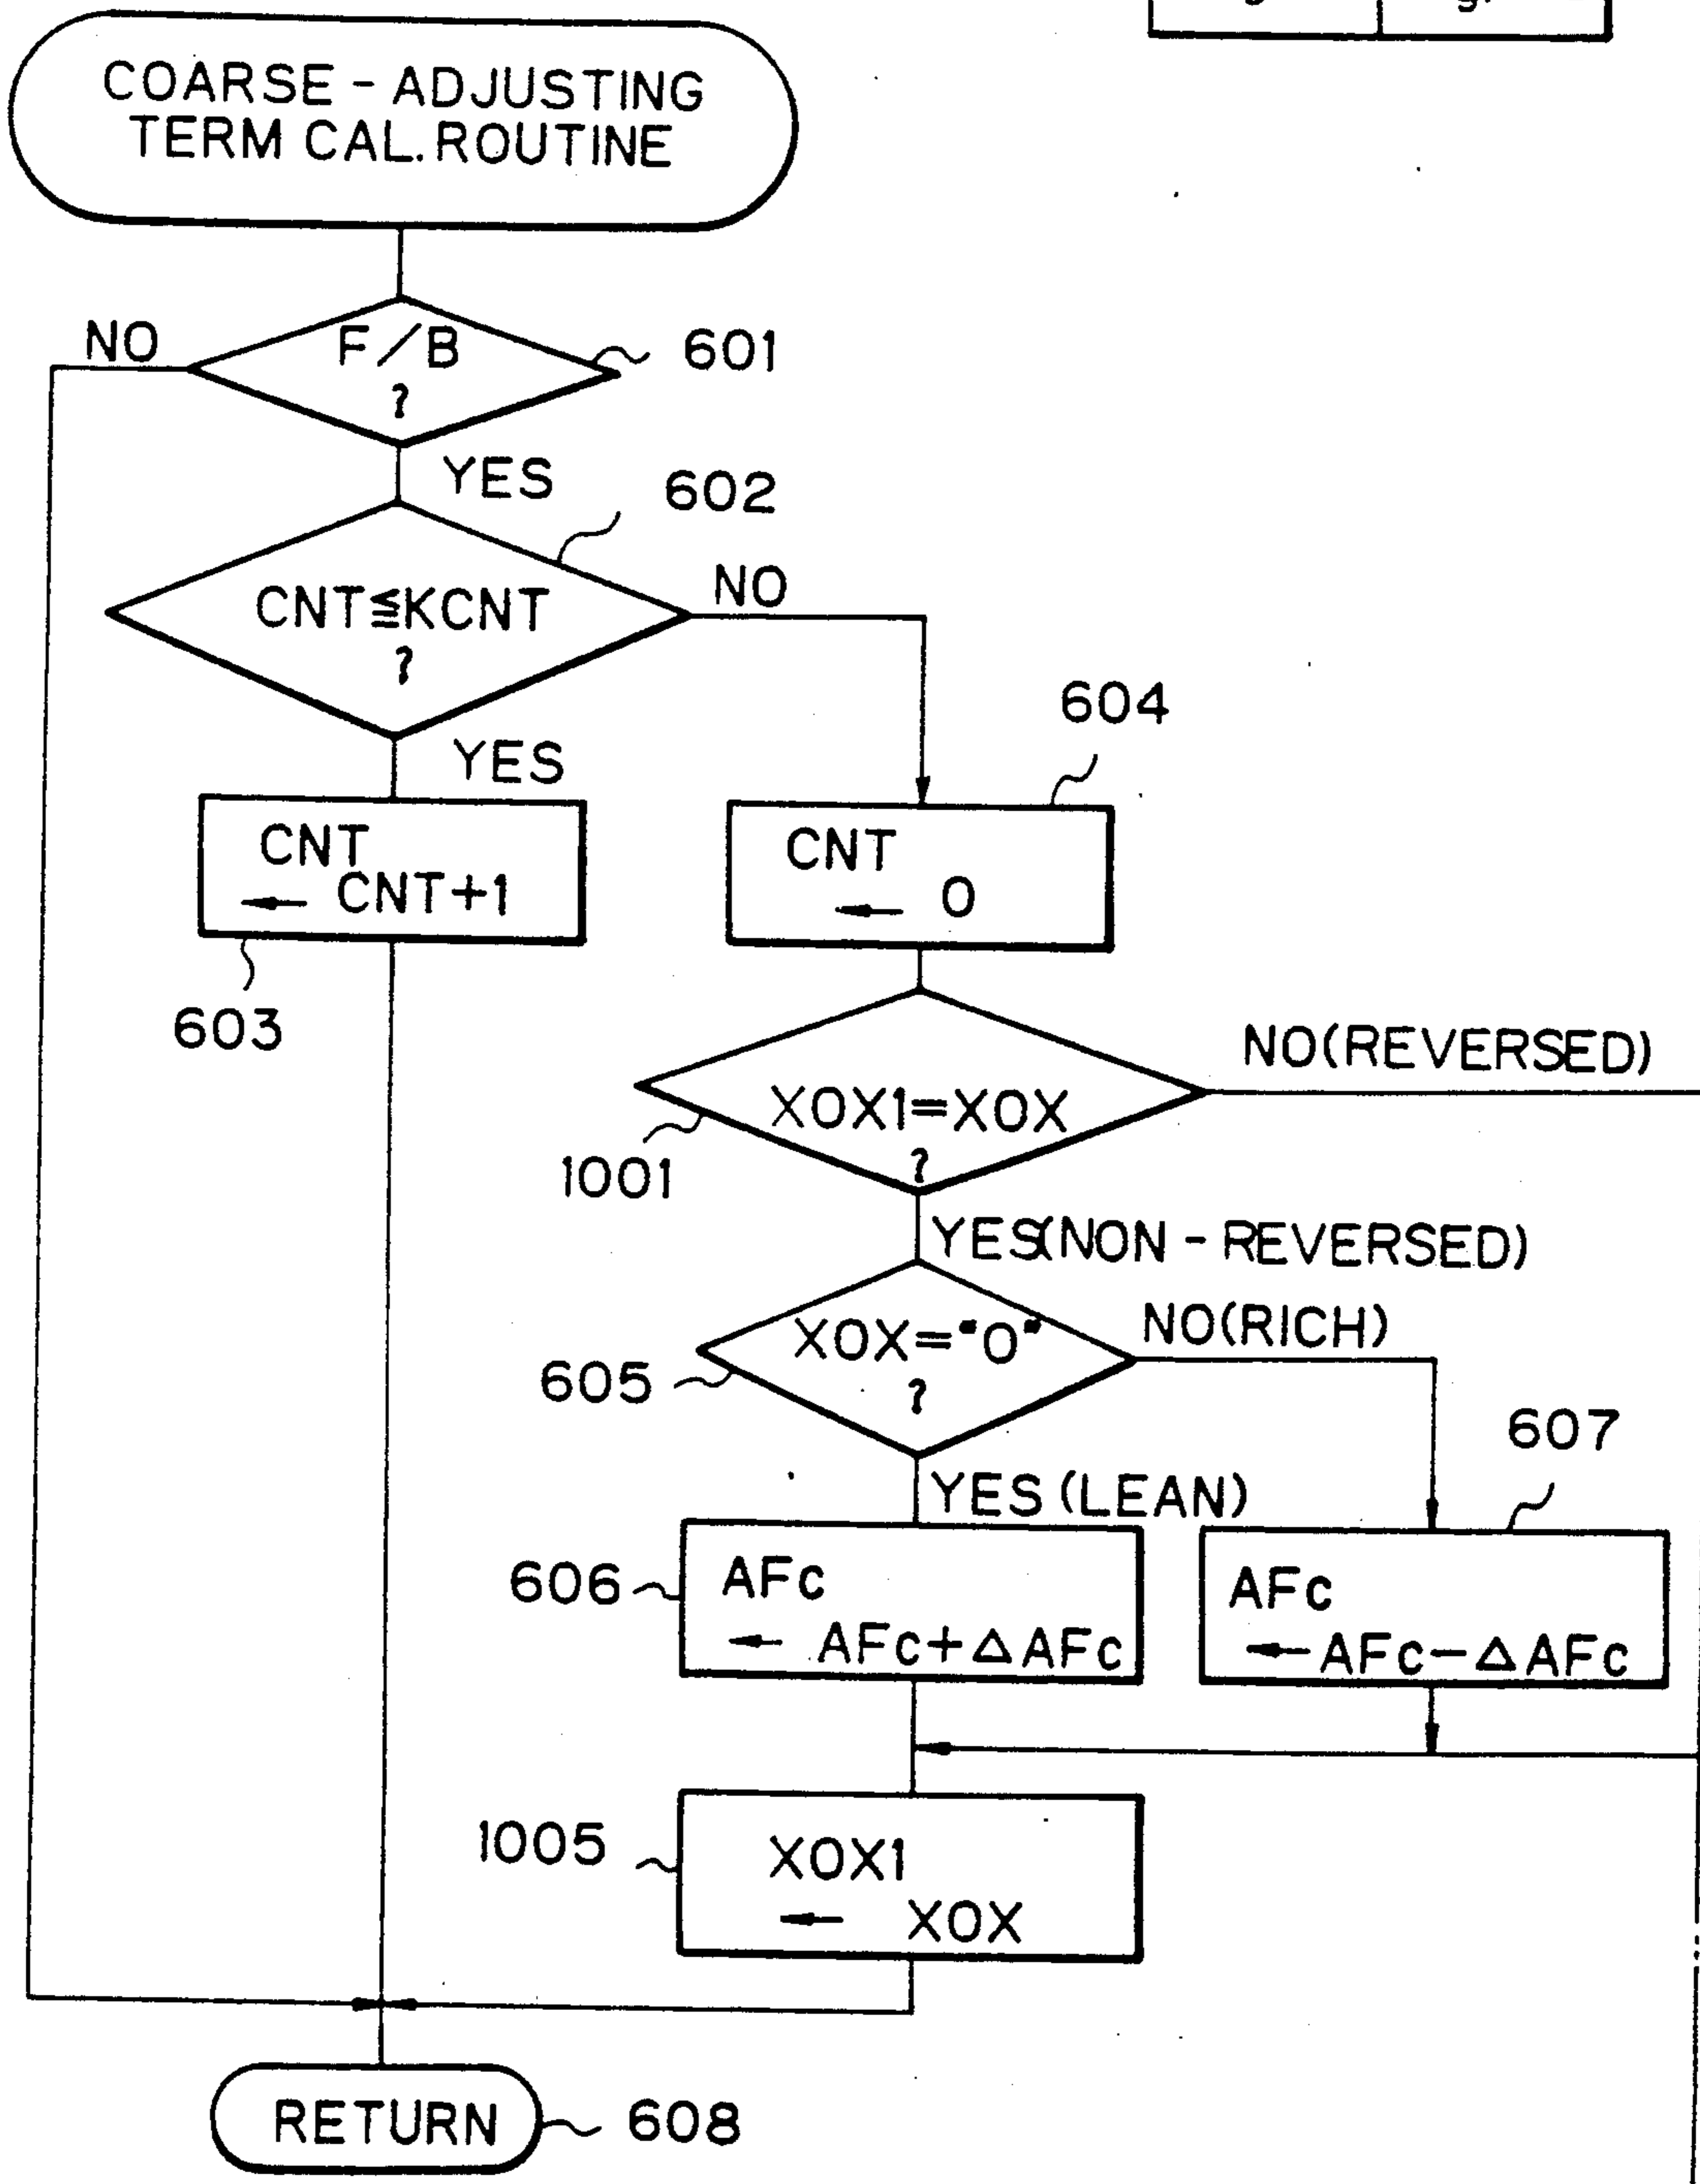 COARSE - ADJUSTING
TERM CAL. ROUTINE
F/B
?
601
NO
YES
602
CNT≦KCNT
?
NO
YES
604
CNT
← CNT+1
603
CNT
← 0
XOX1=XOX
?
1001
NO(REVERSED)
YES(NON - REVERSED)
XOX="0"
?
605
NO(RICH)
607
YES (LEAN)
606
AFc
← AFc+△AFc
AFc
← AFc-△AFc
1005
XOX1
← XOX
RETURN
608